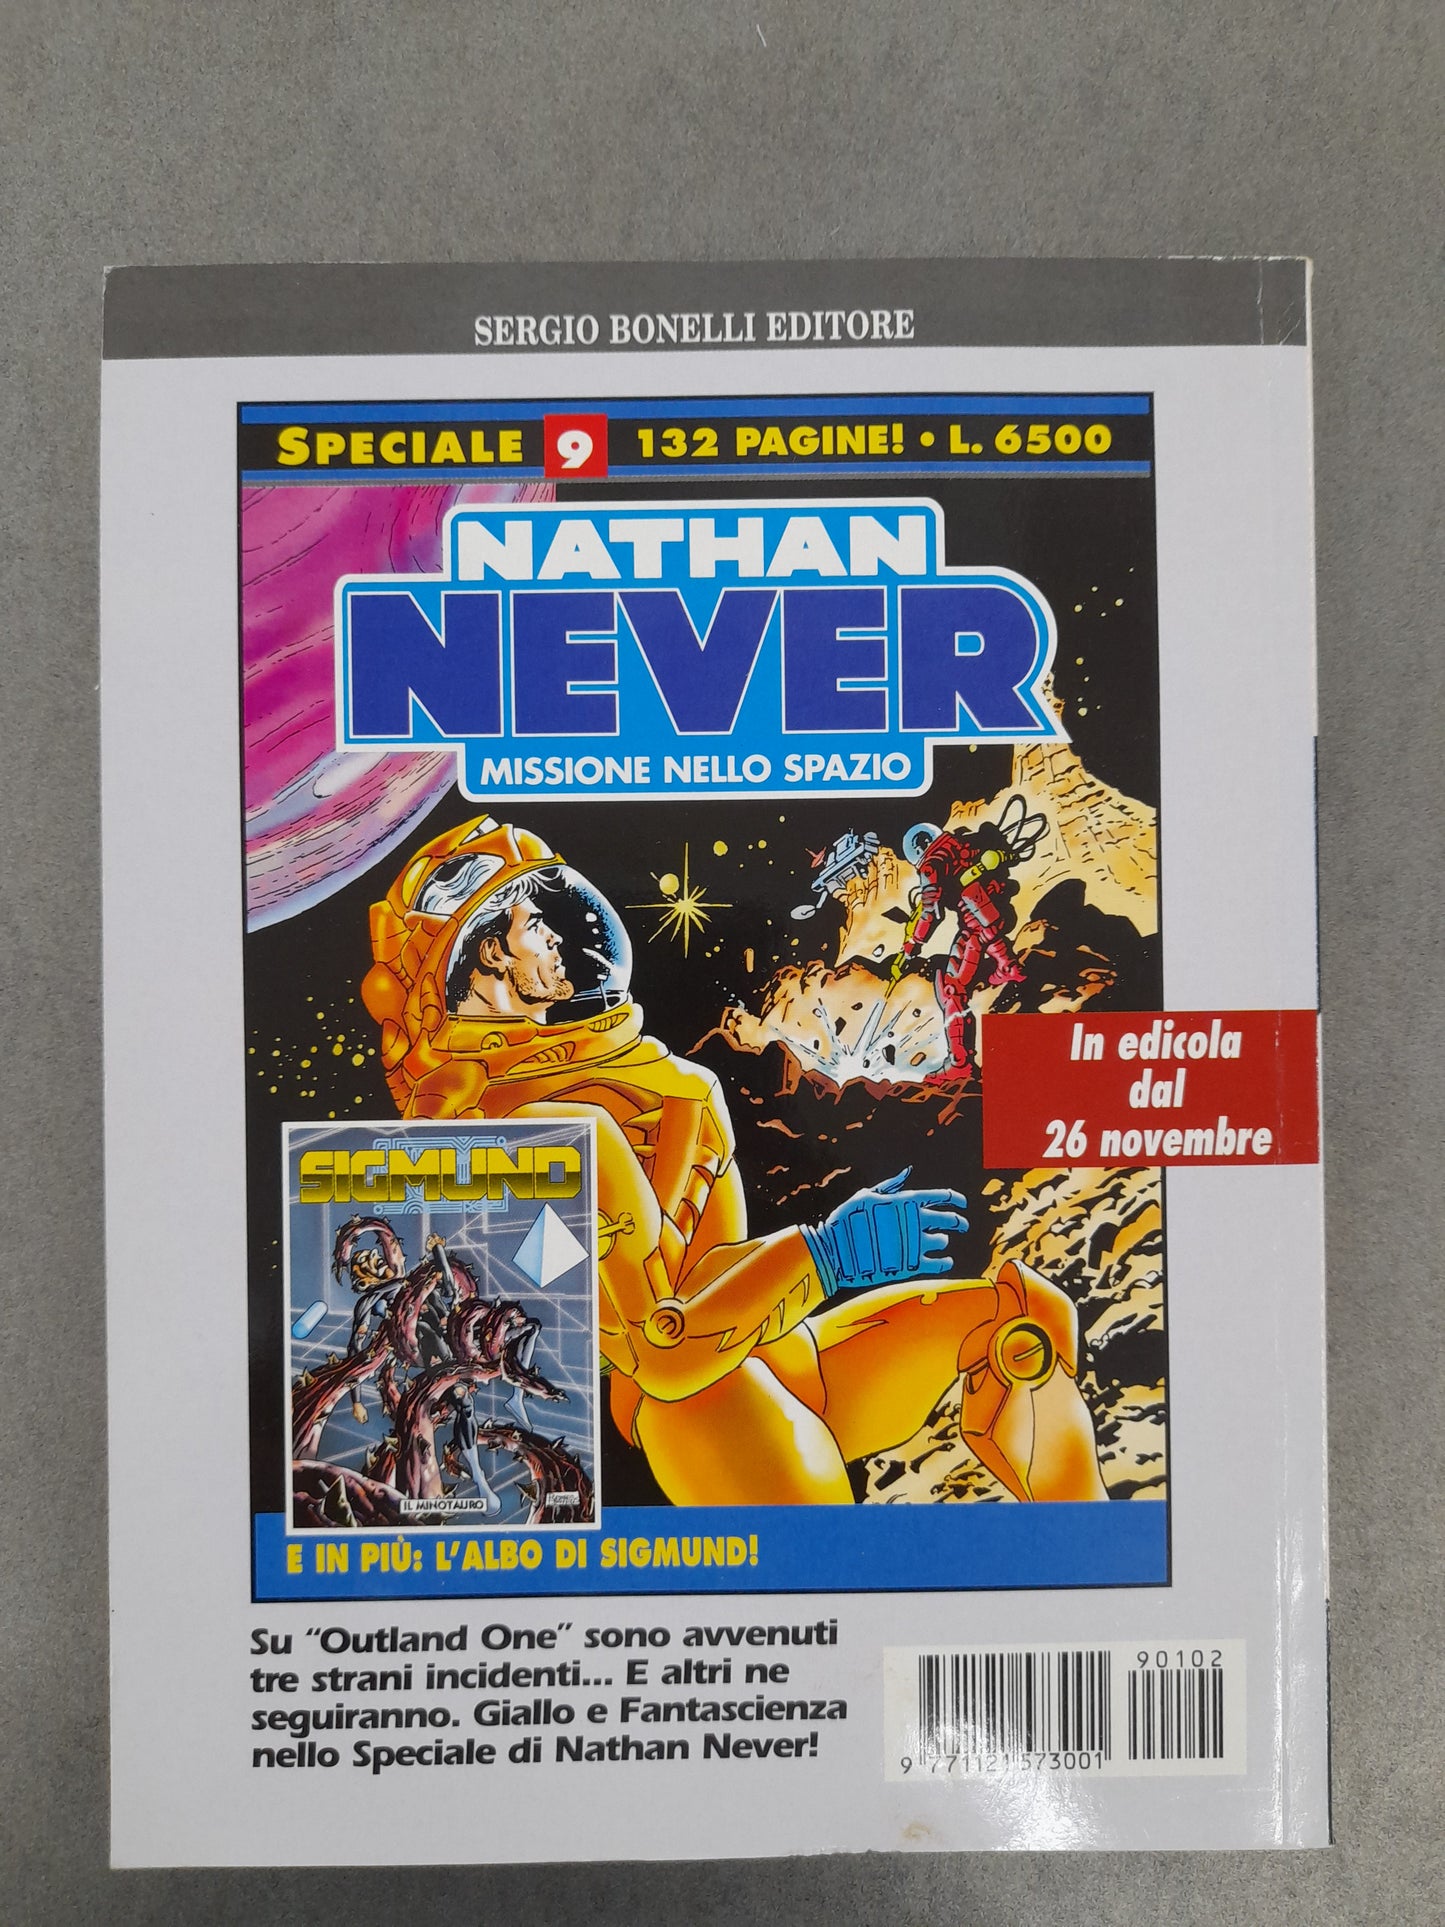 SERGIO BONELLI EDITORE
SPECIALE 9 132 PAGINE! • L. 6500
NATHAN
NEVER
MISSIONE NELLO SPAZIO
In edicola
dal
26 novembre
SIGMUND
IL MINOTAURO
E IN PIÙ: L'ALBO DI SIGMUND!
Su “Outland One” sono avvenuti
tre strani incidenti... E altri ne
seguiranno. Giallo e Fantascienza
nello Speciale di Nathan Never!
90102
9 771121 573001